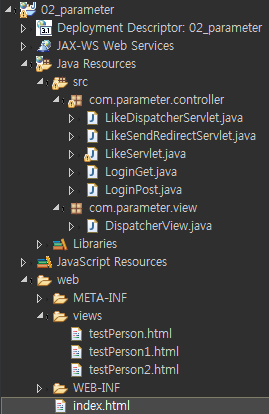 02_parameter
Deployment Descriptor: 02_parameter
JAX-WS Web Services
Java Resources
src
com.parameter.controller
LikeDispatcherServlet.java
LikeSendRedirectServlet.java
LikeServlet.java
LoginGet.java
LoginPost.java
com.parameter.view
DispatcherView.java
Libraries
JavaScript Resources
web
META-INF
views
testPerson.html
testPerson1.html
testPerson2.html
WEB-INF
index.html